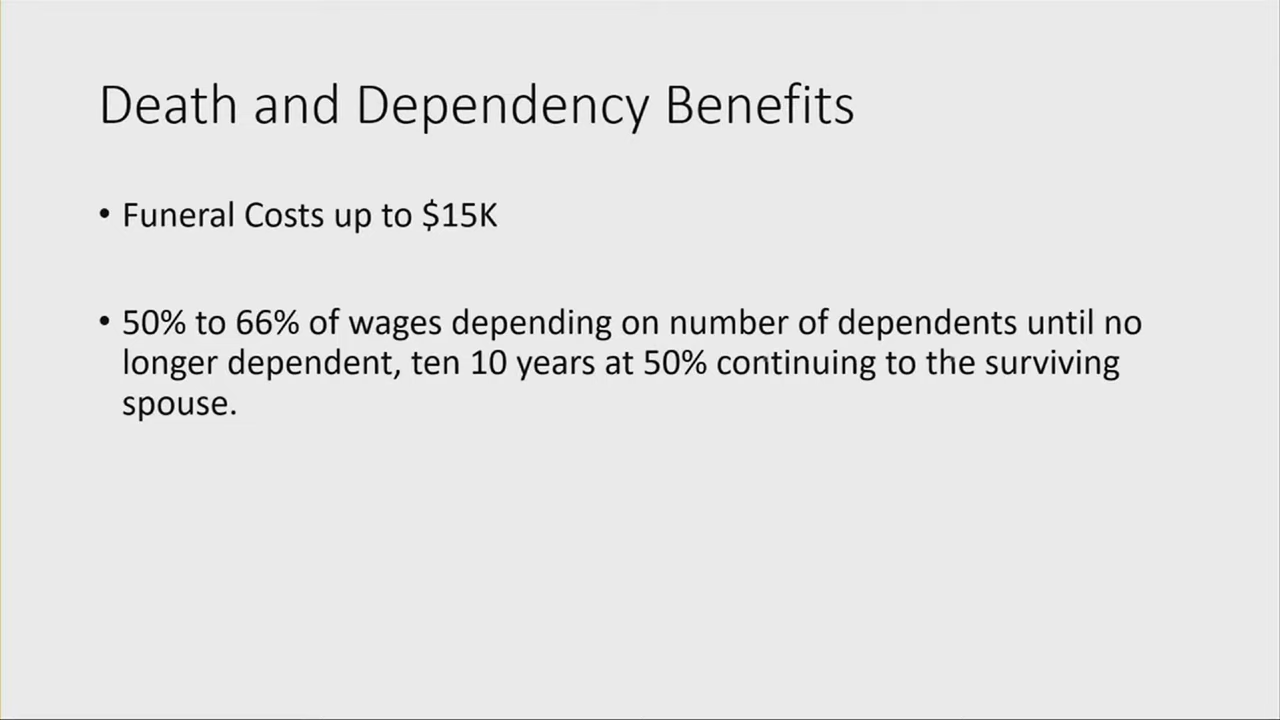 Death and Dependency Benefits
• Funeral Costs up to $15K
• 50% to 66% of wages depending on number of dependents until no
longer dependent, ten 10 years at 50% continuing to the surviving
spouse.